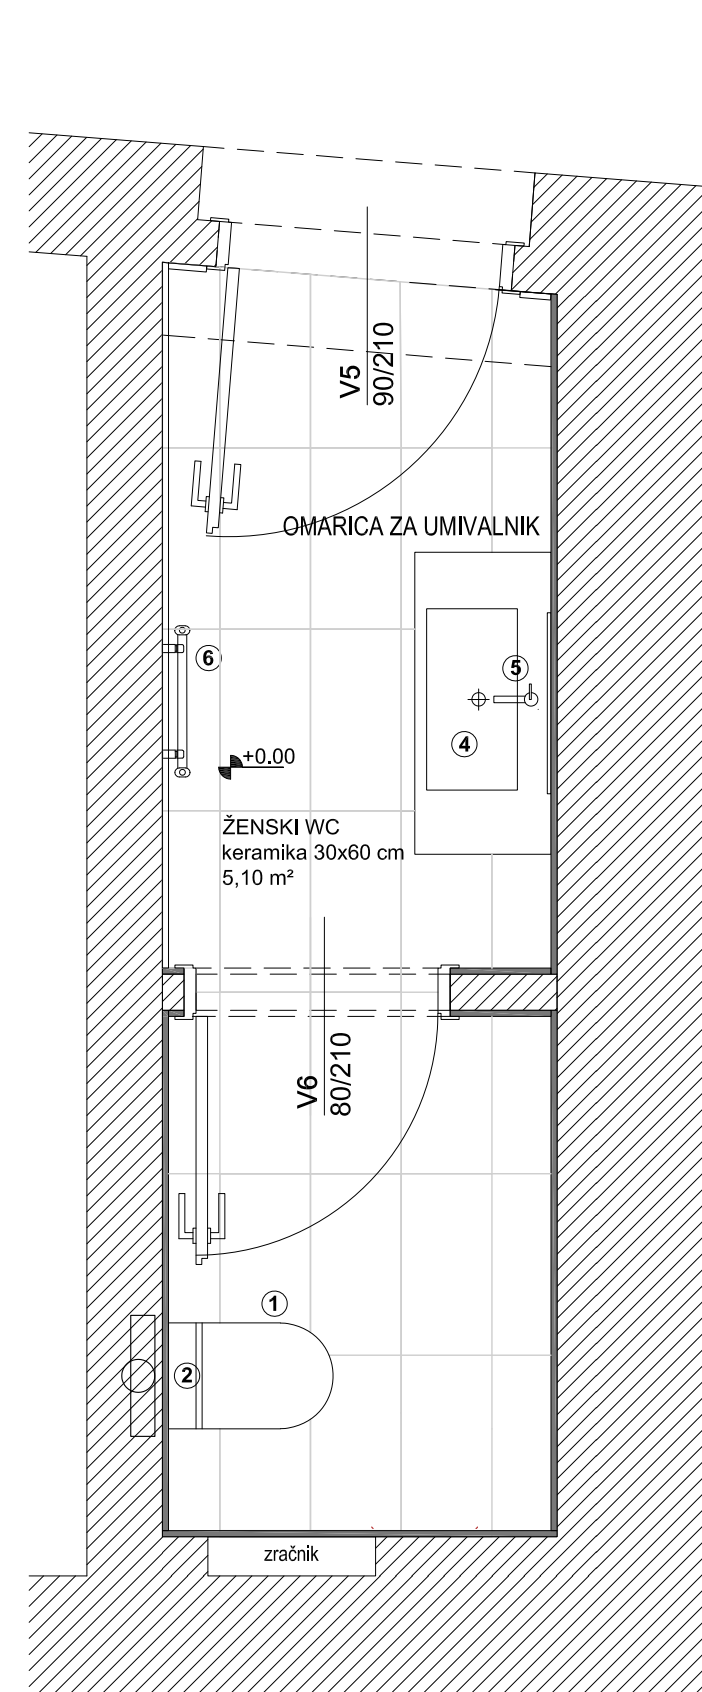 V5
90/210
OMARICA ZA UMIVALNIK
6
5
4
+0.00
ŽENSKI WC
keramika 30x60 cm
5,10 m²
V6
80/210
1
2
zračnik